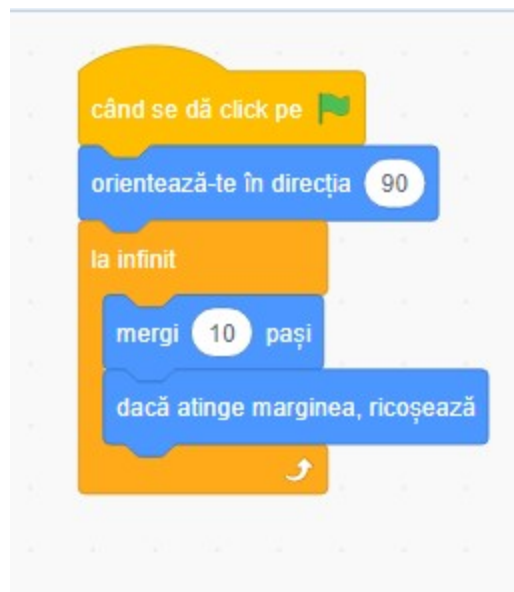 când se dă click pe
orientează-te în direcția 90
la infinit
mergi 10 pași
dacă atinge marginea, ricoșează